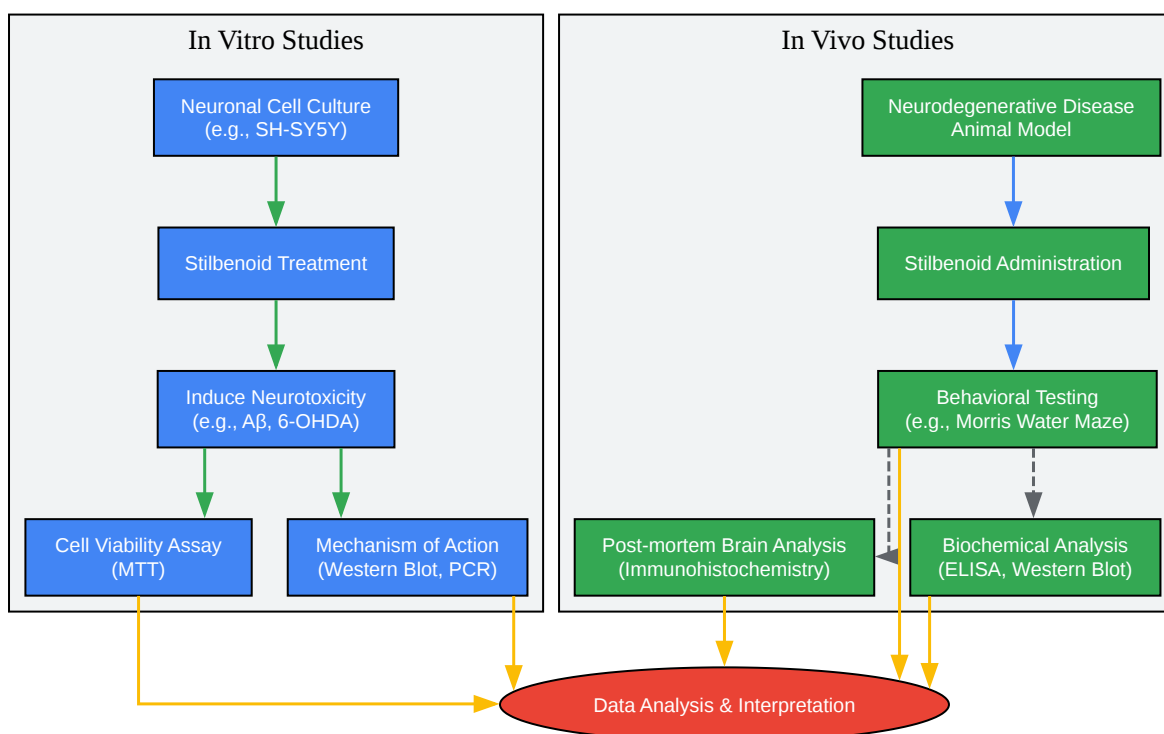 In Vitro Studies
Neuronal Cell Culture
(e.g., SH-SY5Y)
Stilbenoid Treatment
Induce Neurotoxicity
(e.g., Aβ, 6-OHDA)
Cell Viability Assay
(MTT)
Mechanism of Action
(Western Blot, PCR)
In Vivo Studies
Neurodegenerative Disease
Animal Model
Stilbenoid Administration
Behavioral Testing
(e.g., Morris Water Maze)
Post-mortem Brain Analysis
(Immunohistochemistry)
Biochemical Analysis
(ELISA, Western Blot)
Data Analysis & Interpretation